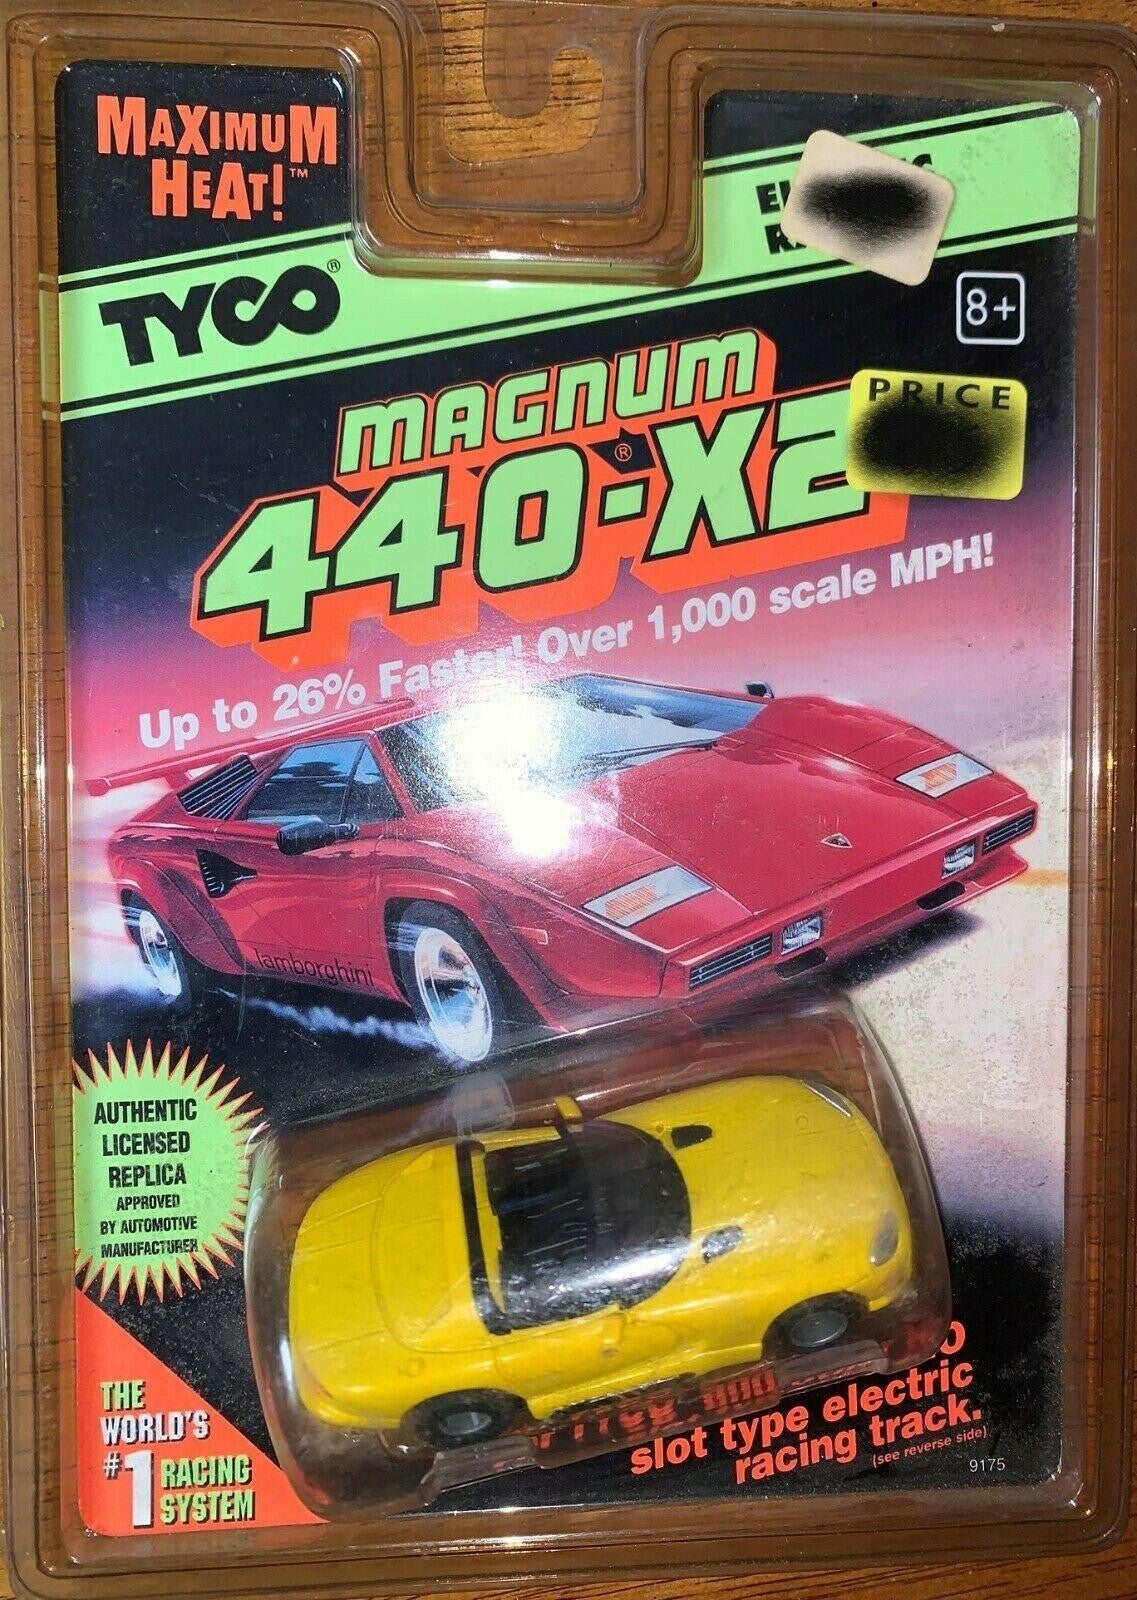 MAXIMUM
HEAT!™
TYCO®
8+
PRICE
MAGNUM
440®-X2
Up to 26% Faster! Over 1,000 scale MPH!
lamborghini
AUTHENTIC
LICENSED
REPLICA
APPROVED
BY AUTOMOTIVE
MANUFACTURER
THE
WORLD'S
#1 RACING
SYSTEM
slot type electric
racing track.
(see reverse side)
9175